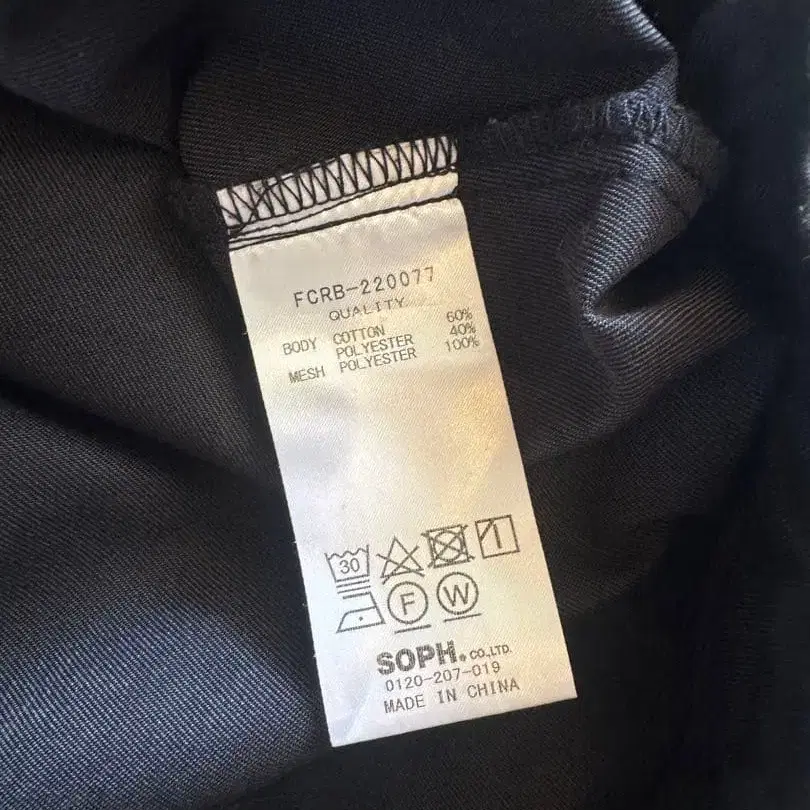 FCRB-220077
QUALITY
BODY COTTON 60%
POLYESTER 40%
MESH POLYESTER 100%
30
F W
SOPH. CO.,LTD.
0120-207-019
MADE IN CHINA